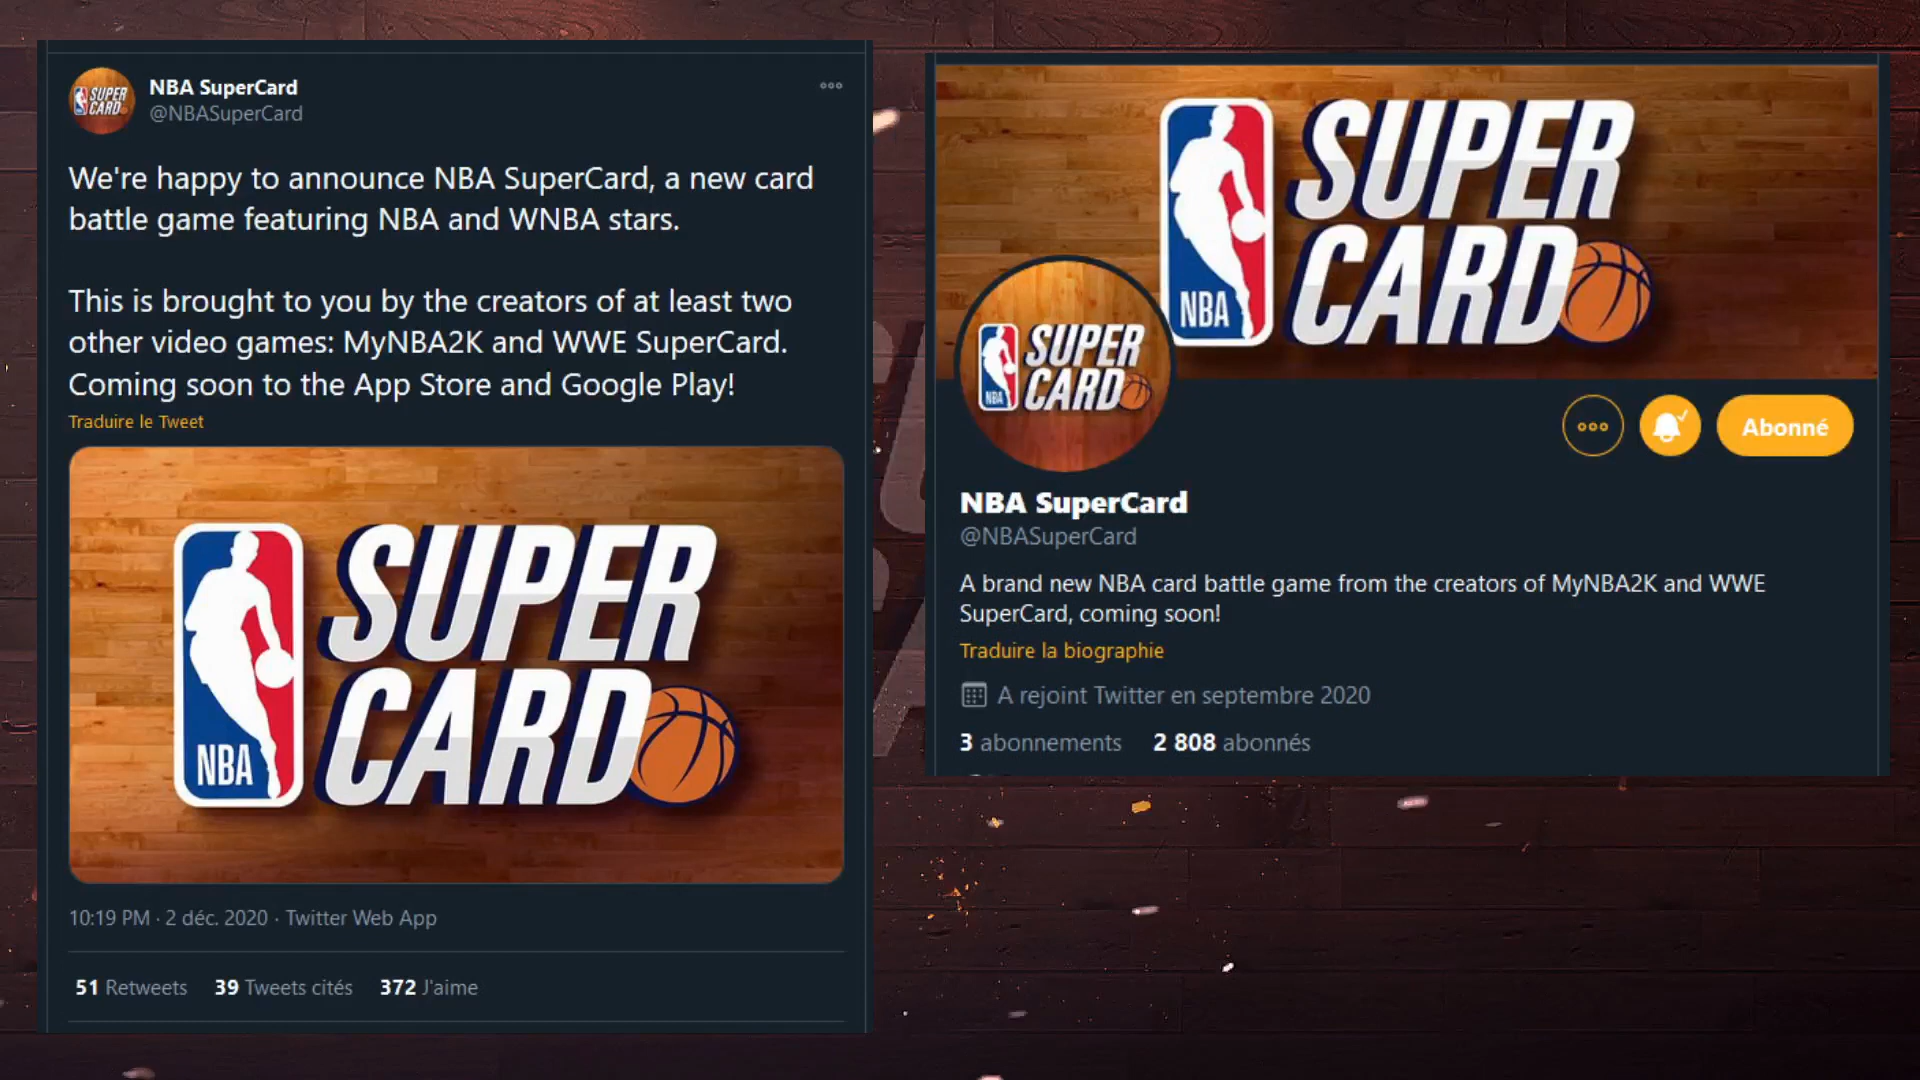 SUPER
CARD
NBA SuperCard
@NBASuperCard
We're happy to announce NBA SuperCard, a new card
battle game featuring NBA and WNBA stars.
This is brought to you by the creators of at least two
other video games: MyNBA2K and WWE SuperCard.
Coming soon to the App Store and Google Play!
Traduire le Tweet
NBA
SUPER
CARD
10:19 PM · 2 déc. 2020 · Twitter Web App
51 Retweets 39 Tweets cités 372 J'aime
NBA
SUPER
CARD
NBA
SUPER
CARD
Abonné
NBA SuperCard
@NBASuperCard
A brand new NBA card battle game from the creators of MyNBA2K and WWE
SuperCard, coming soon!
Traduire la biographie
A rejoint Twitter en septembre 2020
3 abonnements 2 808 abonnés